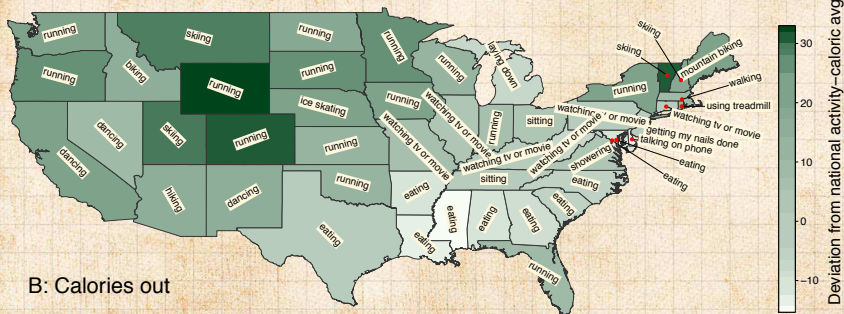 running
skiing
running
running
skiing
skiing
mountain biking
running
biking
running
running
running
laying down
running
walking
using treadmill
watching tv or movie
ice skating
running
watching tv or movie
running
sitting
watching tv or movie
getting my nails done
talking on phone
eating
eating
dancing
skiing
running
running
watching tv or movie
watching tv or movie
watching tv or movie
showering
dancing
hiking
dancing
running
eating
sitting
eating
eating
eating
eating
eating
eating
eating
running
B: Calories out
30
20
10
0
−10
Deviation from national activity−caloric avg